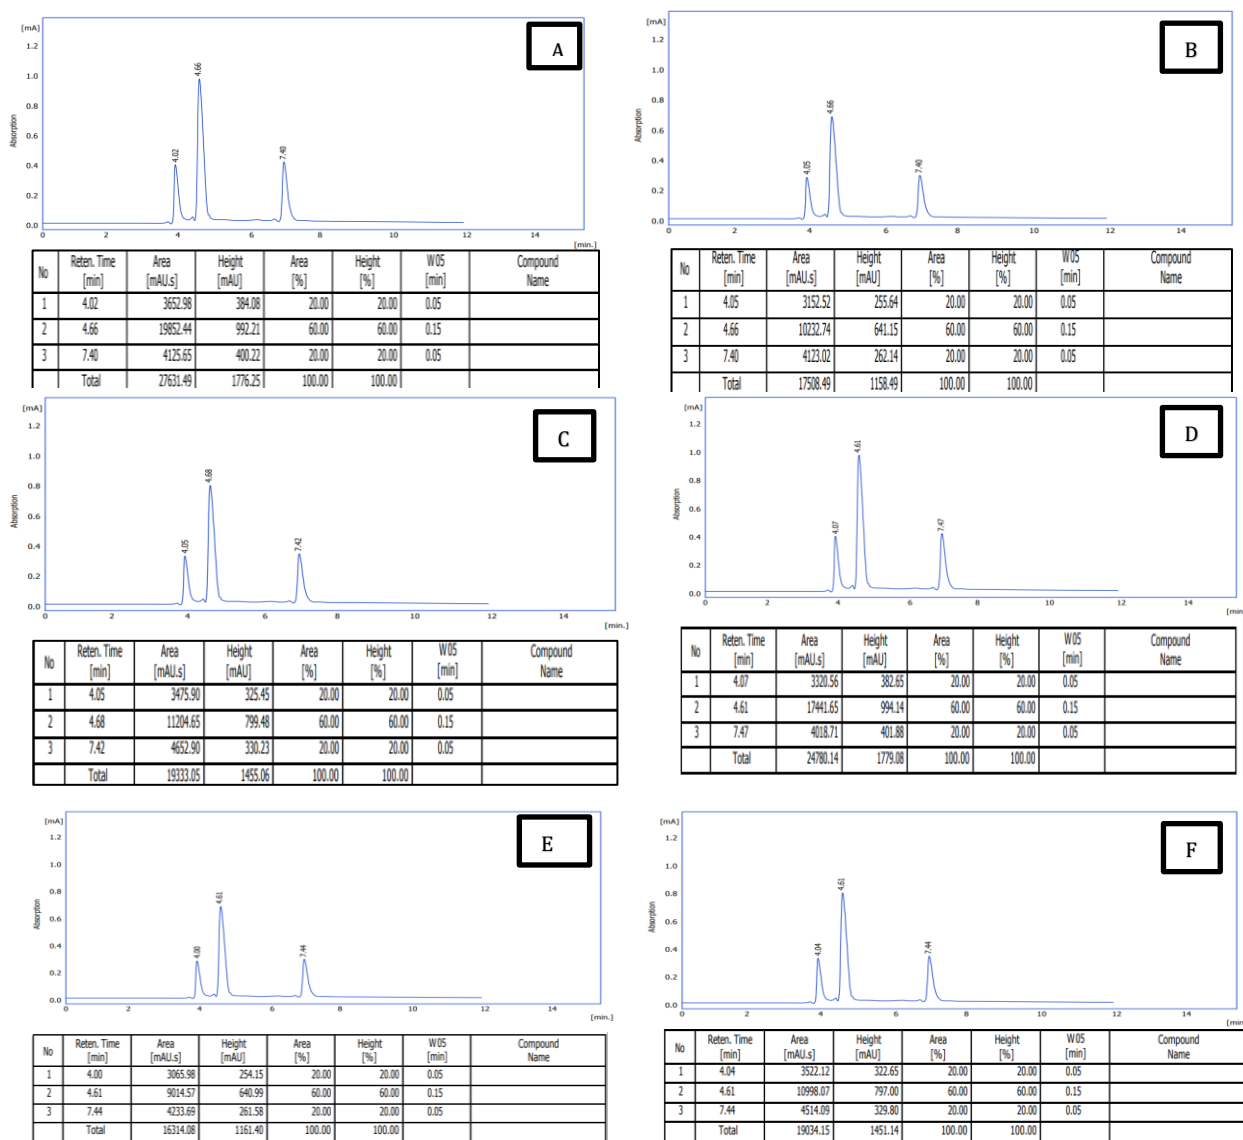 [mA]
A
1.2
1.0
0.8
0.6
0.4
0.2
0.0
Absorption
4.02
4.66
7.40
0 2 4 6 8 10 12 14
[min.]
No Reten. Time [min] Area [mAU.s] Height [mAU] Area [%] Height [%] W05 [min] Compound Name
1 4.02 3652.98 384.08 20.00 20.00 0.05
2 4.66 19852.44 992.21 60.00 60.00 0.15
3 7.40 4125.65 400.22 20.00 20.00 0.05
Total 27631.49 1776.25 100.00 100.00
[mA]
B
1.2
1.0
0.8
0.6
0.4
0.2
0.0
Absorption
4.05
4.66
7.40
0 2 4 6 8 10 12 14
No Reten. Time [min] Area [mAU.s] Height [mAU] Area [%] Height [%] W05 [min] Compound Name
1 4.05 3152.52 255.64 20.00 20.00 0.05
2 4.66 10232.74 641.15 60.00 60.00 0.15
3 7.40 4123.02 262.14 20.00 20.00 0.05
Total 17508.49 1158.49 100.00 100.00
[mA]
C
1.2
1.0
0.8
0.6
0.4
0.2
0.0
Absorption
4.05
4.68
7.42
0 2 4 6 8 10 12 14
[min.]
No Reten. Time [min] Area [mAU.s] Height [mAU] Area [%] Height [%] W05 [min] Compound Name
1 4.05 3475.90 325.45 20.00 20.00 0.05
2 4.68 11204.65 799.48 60.00 60.00 0.15
3 7.42 4652.90 330.23 20.00 20.00 0.05
Total 19333.05 1455.06 100.00 100.00
[mA]
D
1.2
1.0
0.8
0.6
0.4
0.2
0.0
Absorption
4.07
4.61
7.47
0 2 4 6 8 10 12 14
[min
No Reten. Time [min] Area [mAU.s] Height [mAU] Area [%] Height [%] W05 [min] Compound Name
1 4.07 3320.56 382.65 20.00 20.00 0.05
2 4.61 17441.65 994.14 60.00 60.00 0.15
3 7.47 4018.71 401.88 20.00 20.00 0.05
Total 24780.14 1779.08 100.00 100.00
[mA]
E
1.2
1.0
0.8
0.6
0.4
0.2
0.0
Absorption
4.00
4.61
7.44
0 2 4 6 8 10 12 14
[min.]
No Reten. Time [min] Area [mAU.s] Height [mAU] Area [%] Height [%] W05 [min] Compound Name
1 4.00 3065.98 254.15 20.00 20.00 0.05
2 4.61 9014.57 640.99 60.00 60.00 0.15
3 7.44 4233.69 261.58 20.00 20.00 0.05
Total 16314.08 1161.40 100.00 100.00
[mA]
F
1.2
1.0
0.8
0.6
0.4
0.2
0.0
Absorption
4.04
4.61
7.44
0 2 4 6 8 10 12 14
[min
No Reten. Time [min] Area [mAU.s] Height [mAU] Area [%] Height [%] W05 [min] Compound Name
1 4.04 3522.12 322.65 20.00 20.00 0.05
2 4.61 10998.07 797.00 60.00 60.00 0.15
3 7.44 4514.09 329.80 20.00 20.00 0.05
Total 19034.15 1451.14 100.00 100.00